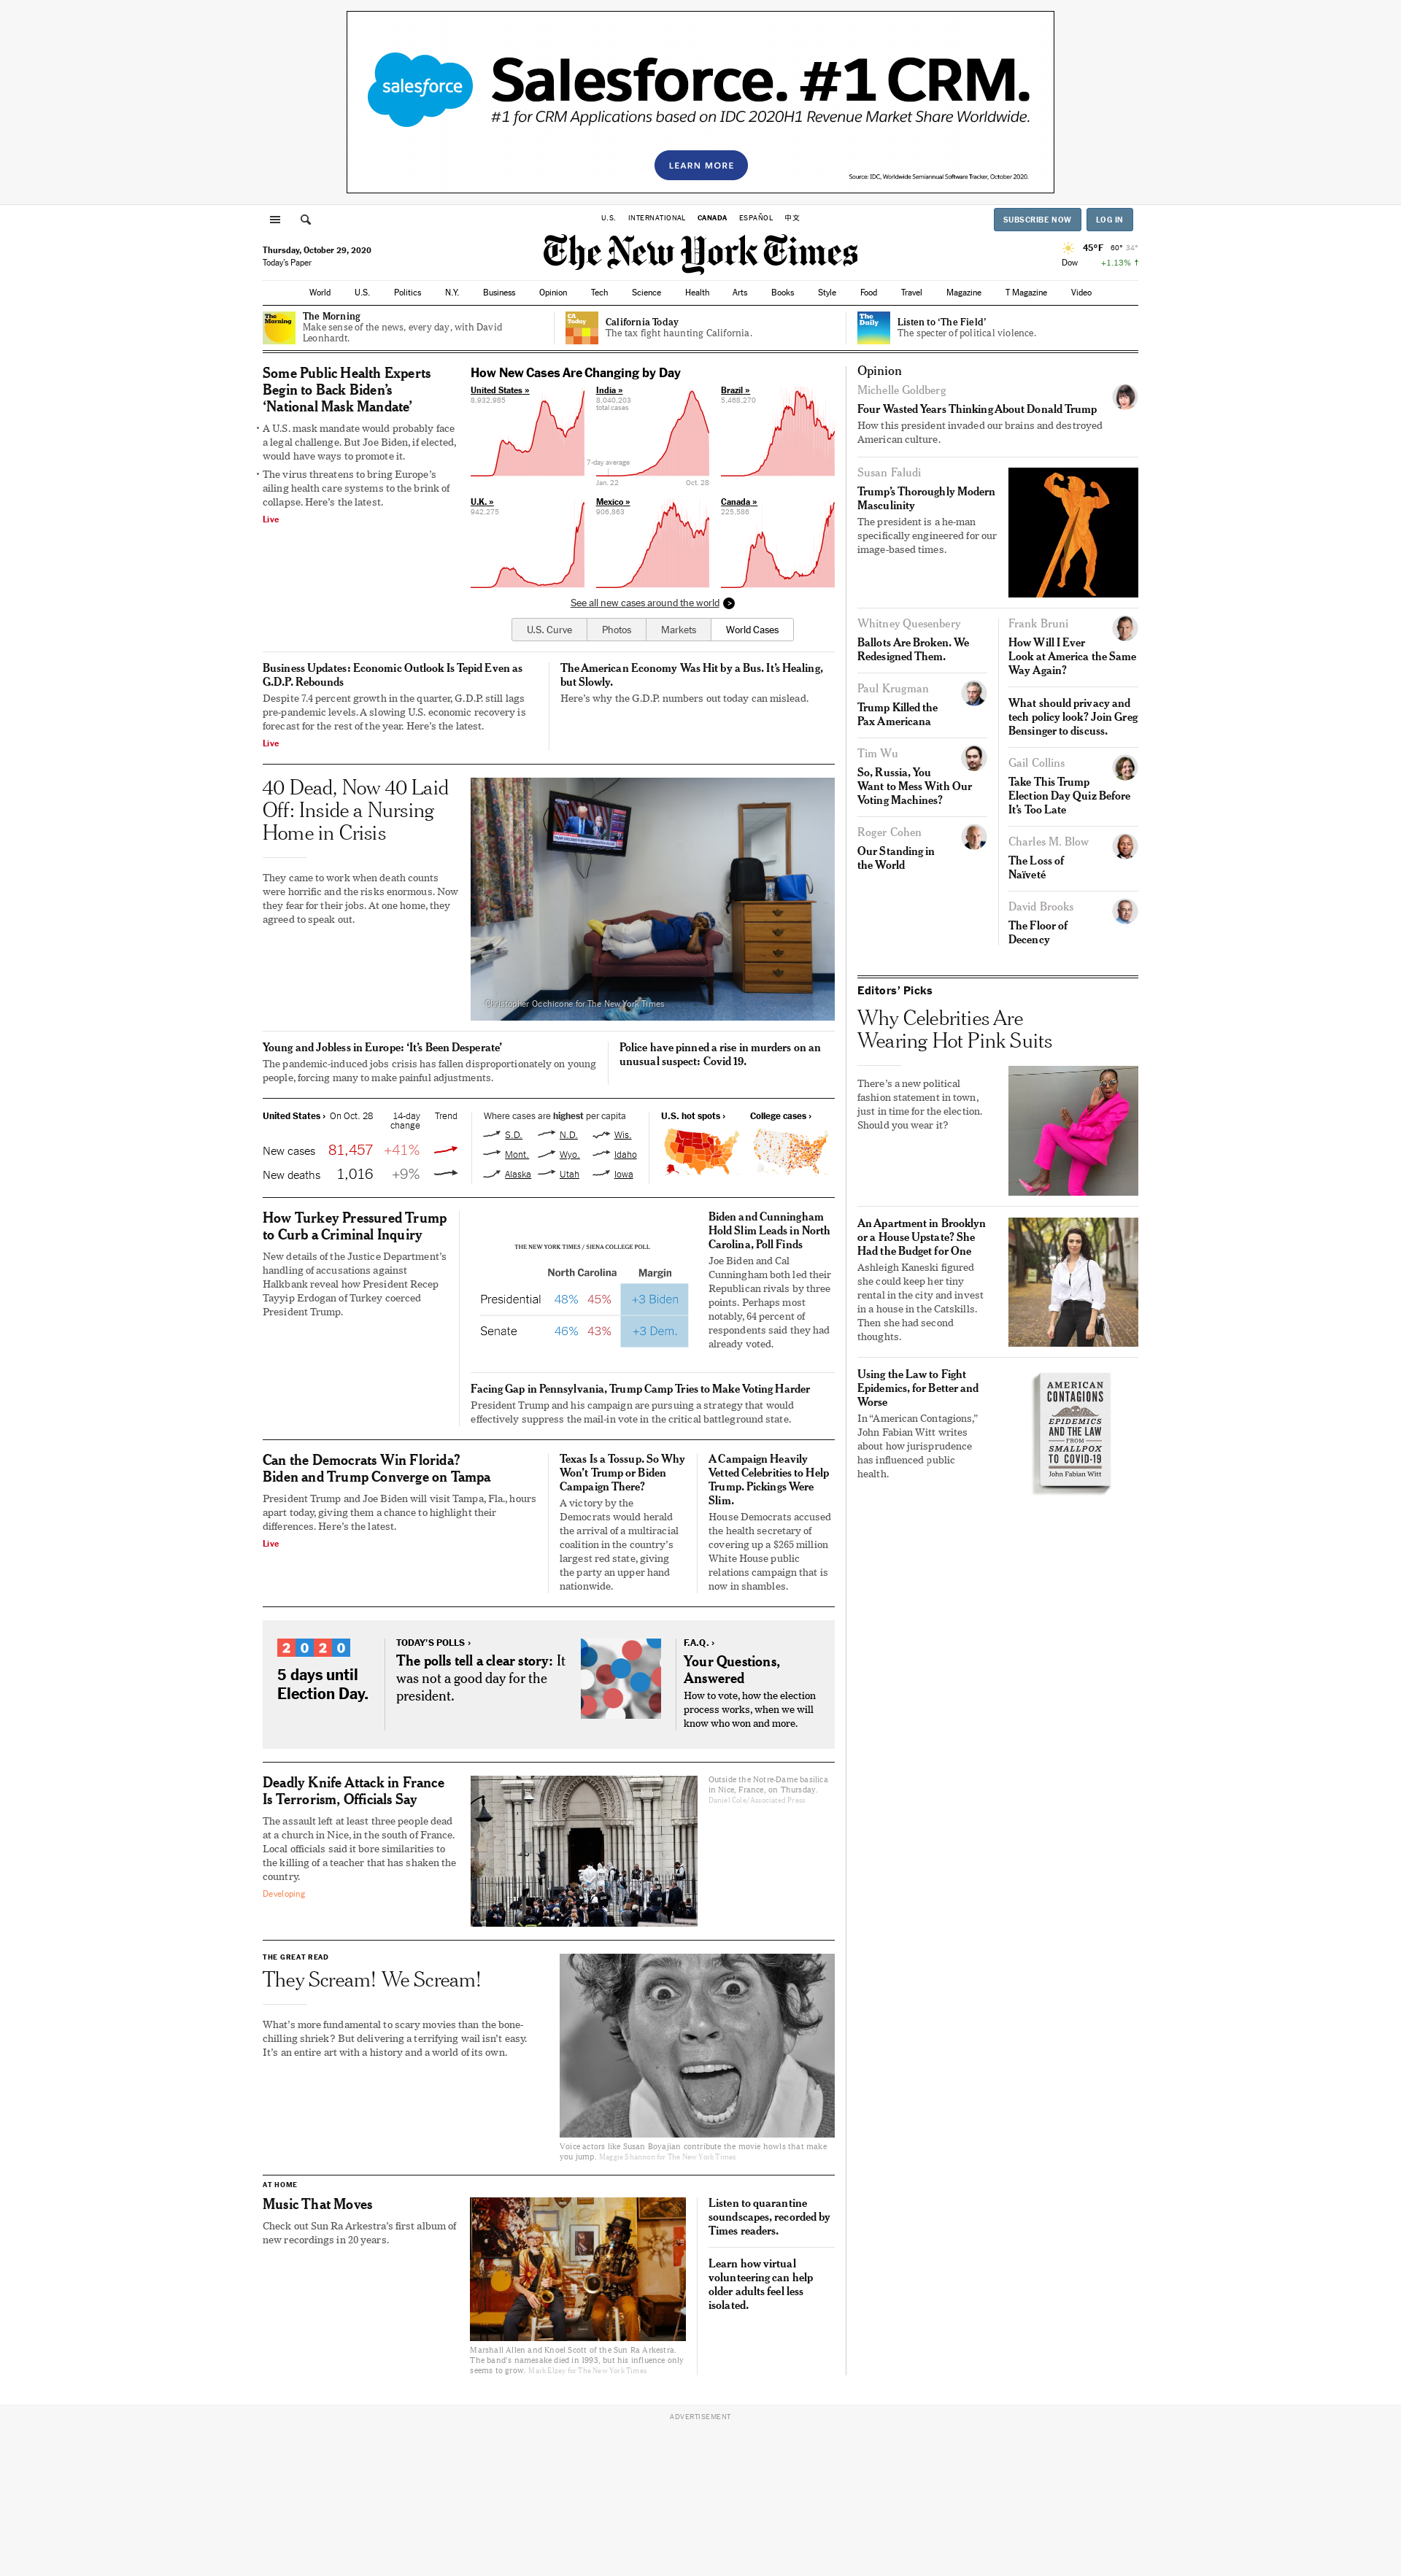 salesforce
Salesforce. #1 CRM.
#1 for CRM Applications based on IDC 2020H1 Revenue Market Share Worldwide.
LEARN MORE
Source: IDC, Worldwide Semiannual Software Tracker, October 2020.
U.S. INTERNATIONAL CANADA ESPAÑOL 中文
SUBSCRIBE NOW LOG IN
Thursday, October 29, 2020
Today's Paper
The New York Times
45°F 60° 34°
Dow +1.13% ↑
World U.S. Politics N.Y. Business Opinion Tech Science Health Arts Books Style Food Travel Magazine T Magazine Video
The Morning
The Morning
Make sense of the news, every day, with David
Leonhardt.
CA Today
California Today
The tax fight haunting California.
The Daily
Listen to ‘The Field’
The specter of political violence.
Some Public Health Experts
Begin to Back Biden’s
‘National Mask Mandate’
• A U.S. mask mandate would probably face
a legal challenge. But Joe Biden, if elected,
would have ways to promote it.
• The virus threatens to bring Europe’s
ailing health care systems to the brink of
collapse. Here’s the latest.
Live
How New Cases Are Changing by Day
United States »
8,932,985
India »
8,040,203
total cases
Brazil »
5,468,270
7-day average
Jan. 22 Oct. 28
U.K. »
942,275
Mexico »
906,863
Canada »
225,586
See all new cases around the world >
U.S. Curve Photos Markets World Cases
Business Updates: Economic Outlook Is Tepid Even as
G.D.P. Rebounds
Despite 7.4 percent growth in the quarter, G.D.P. still lags
pre-pandemic levels. A slowing U.S. economic recovery is
forecast for the rest of the year. Here’s the latest.
Live
The American Economy Was Hit by a Bus. It’s Healing,
but Slowly.
Here’s why the G.D.P. numbers out today can mislead.
40 Dead, Now 40 Laid
Off: Inside a Nursing
Home in Crisis
They came to work when death counts
were horrific and the risks enormous. Now
they fear for their jobs. At one home, they
agreed to speak out.
Christopher Occhicone for The New York Times
Young and Jobless in Europe: ‘It’s Been Desperate’
The pandemic-induced jobs crisis has fallen disproportionately on young
people, forcing many to make painful adjustments.
Police have pinned a rise in murders on an
unusual suspect: Covid 19.
United States › On Oct. 28 14-day
change Trend
New cases 81,457 +41%
New deaths 1,016 +9%
Where cases are highest per capita
S.D. N.D. Wis.
Mont. Wyo. Idaho
Alaska Utah Iowa
U.S. hot spots › College cases ›
How Turkey Pressured Trump
to Curb a Criminal Inquiry
New details of the Justice Department’s
handling of accusations against
Halkbank reveal how President Recep
Tayyip Erdogan of Turkey coerced
President Trump.
THE NEW YORK TIMES / SIENA COLLEGE POLL
North Carolina Margin
Presidential 48% 45% +3 Biden
Senate 46% 43% +3 Dem.
Biden and Cunningham
Hold Slim Leads in North
Carolina, Poll Finds
Joe Biden and Cal
Cunningham both led their
Republican rivals by three
points. Perhaps most
notably, 64 percent of
respondents said they had
already voted.
Facing Gap in Pennsylvania, Trump Camp Tries to Make Voting Harder
President Trump and his campaign are pursuing a strategy that would
effectively suppress the mail-in vote in the critical battleground state.
Can the Democrats Win Florida?
Biden and Trump Converge on Tampa
President Trump and Joe Biden will visit Tampa, Fla., hours
apart today, giving them a chance to highlight their
differences. Here’s the latest.
Live
Texas Is a Tossup. So Why
Won’t Trump or Biden
Campaign There?
A victory by the
Democrats would herald
the arrival of a multiracial
coalition in the country’s
largest red state, giving
the party an upper hand
nationwide.
A Campaign Heavily
Vetted Celebrities to Help
Trump. Pickings Were
Slim.
House Democrats accused
the health secretary of
covering up a $265 million
White House public
relations campaign that is
now in shambles.
2020
5 days until
Election Day.
TODAY’S POLLS ›
The polls tell a clear story: It
was not a good day for the
president.
F.A.Q. ›
Your Questions,
Answered
How to vote, how the election
process works, when we will
know who won and more.
Deadly Knife Attack in France
Is Terrorism, Officials Say
The assault left at least three people dead
at a church in Nice, in the south of France.
Local officials said it bore similarities to
the killing of a teacher that has shaken the
country.
Developing
Outside the Notre-Dame basilica
in Nice, France, on Thursday.
Daniel Cole/Associated Press
THE GREAT READ
They Scream! We Scream!
What’s more fundamental to scary movies than the bone-
chilling shriek? But delivering a terrifying wail isn’t easy.
It’s an entire art with a history and a world of its own.
Voice actors like Susan Boyajian contribute the movie howls that make
you jump. Maggie Shannon for The New York Times
AT HOME
Music That Moves
Check out Sun Ra Arkestra’s first album of
new recordings in 20 years.
Marshall Allen and Knoel Scott of the Sun Ra Arkestra.
The band’s namesake died in 1993, but his influence only
seems to grow. Mark Elzey for The New York Times
Listen to quarantine
soundscapes, recorded by
Times readers.
Learn how virtual
volunteering can help
older adults feel less
isolated.
Opinion
Michelle Goldberg
Four Wasted Years Thinking About Donald Trump
How this president invaded our brains and destroyed
American culture.
Susan Faludi
Trump’s Thoroughly Modern
Masculinity
The president is a he-man
specifically engineered for our
image-based times.
Whitney Quesenbery
Ballots Are Broken. We
Redesigned Them.
Paul Krugman
Trump Killed the
Pax Americana
Tim Wu
So, Russia, You
Want to Mess With Our
Voting Machines?
Roger Cohen
Our Standing in
the World
Frank Bruni
How Will I Ever
Look at America the Same
Way Again?
What should privacy and
tech policy look? Join Greg
Bensinger to discuss.
Gail Collins
Take This Trump
Election Day Quiz Before
It’s Too Late
Charles M. Blow
The Loss of
Naïveté
David Brooks
The Floor of
Decency
Editors’ Picks
Why Celebrities Are
Wearing Hot Pink Suits
There’s a new political
fashion statement in town,
just in time for the election.
Should you wear it?
An Apartment in Brooklyn
or a House Upstate? She
Had the Budget for One
Ashleigh Kaneski figured
she could keep her tiny
rental in the city and invest
in a house in the Catskills.
Then she had second
thoughts.
Using the Law to Fight
Epidemics, for Better and
Worse
In “American Contagions,”
John Fabian Witt writes
about how jurisprudence
has influenced public
health.
AMERICAN
CONTAGIONS
EPIDEMICS
AND THE LAW
FROM
SMALLPOX
TO COVID-19
John Fabian Witt
ADVERTISEMENT